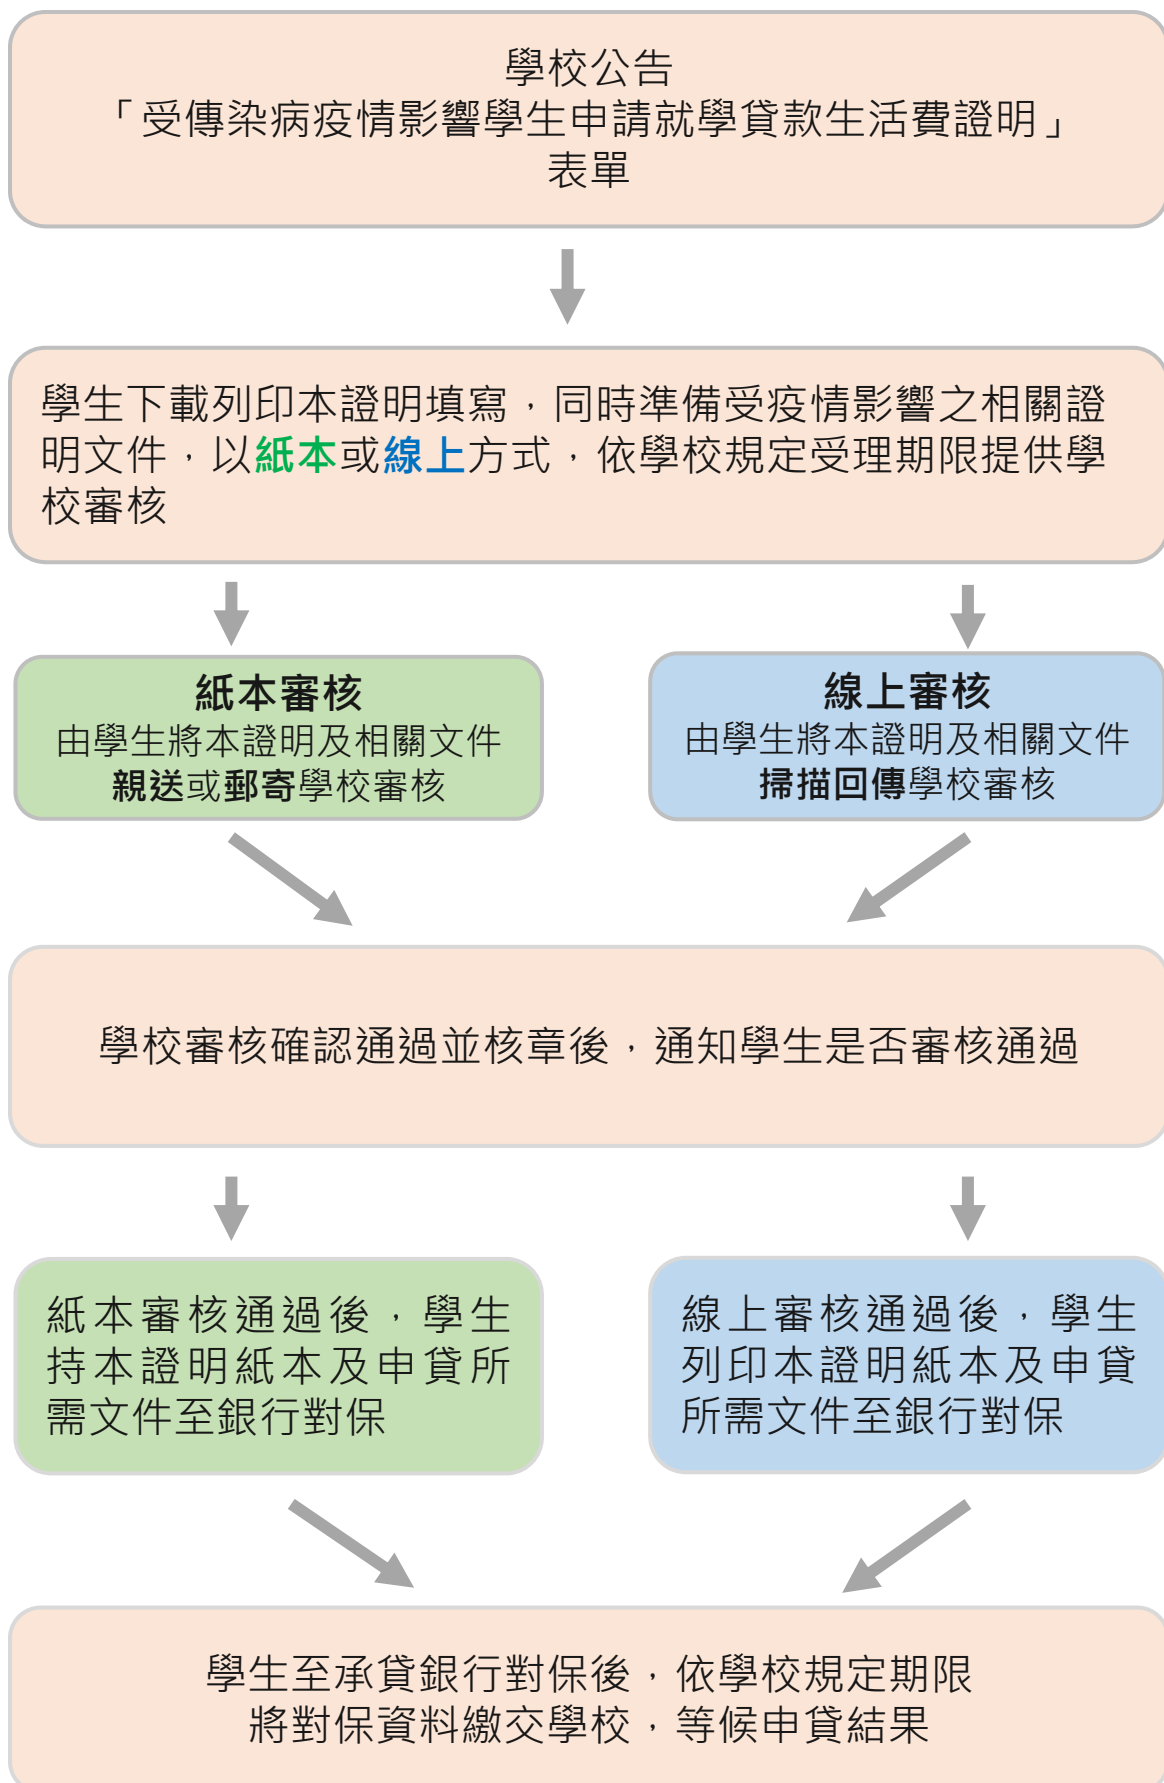 學校公告
「受傳染病疫情影響學生申請就學貸款生活費證明」
表單
學生下載列印本證明填寫，同時準備受疫情影響之相關證
明文件，以紙本或線上方式，依學校規定受理期限提供學
校審核
紙本審核
由學生將本證明及相關文件
親送或郵寄學校審核
線上審核
由學生將本證明及相關文件
掃描回傳學校審核
學校審核確認通過並核章後，通知學生是否審核通過
紙本審核通過後，學生
持本證明紙本及申貸所
需文件至銀行對保
線上審核通過後，學生
列印本證明紙本及申貸
所需文件至銀行對保
學生至承貸銀行對保後，依學校規定期限
將對保資料繳交學校，等候申貸結果